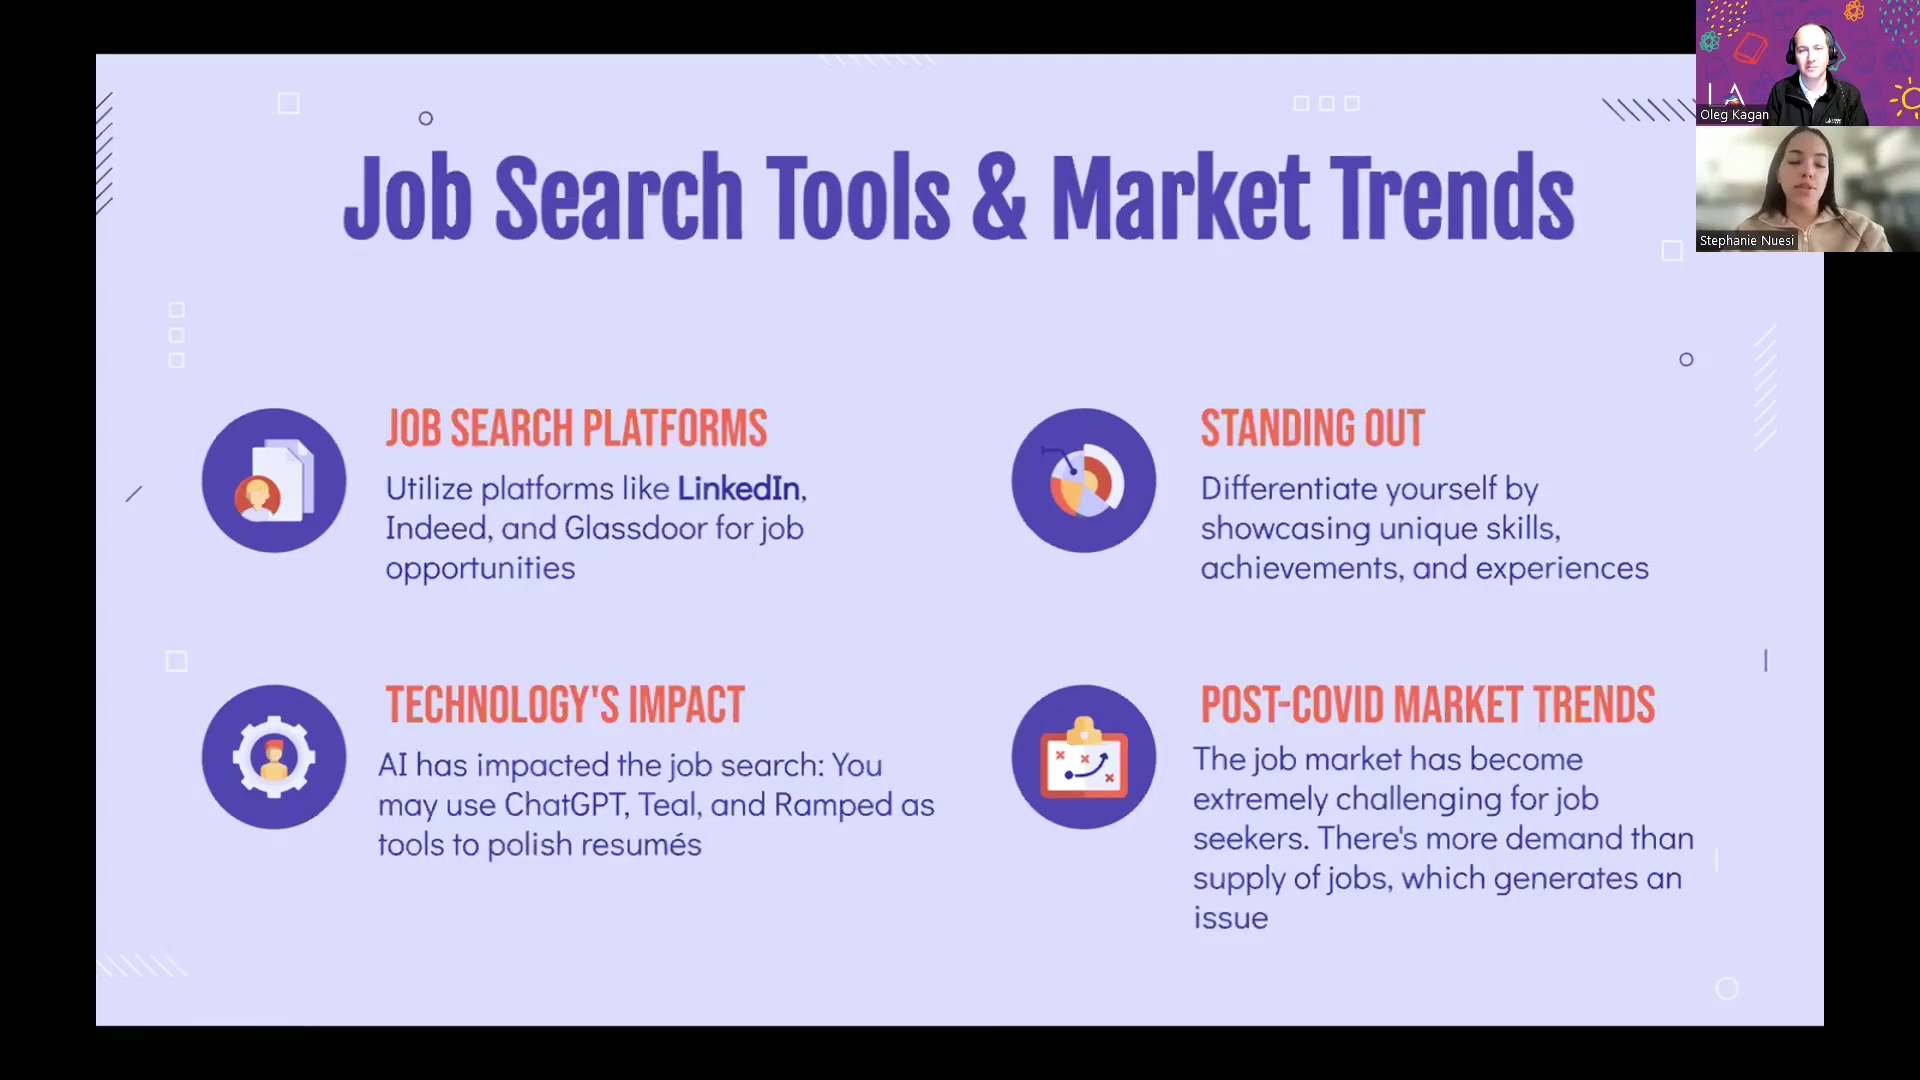 Job Search Tools & Market Trends
JOB SEARCH PLATFORMS
Utilize platforms like LinkedIn,
Indeed, and Glassdoor for job
opportunities
STANDING OUT
Differentiate yourself by
showcasing unique skills,
achievements, and experiences
TECHNOLOGY'S IMPACT
AI has impacted the job search: You
may use ChatGPT, Teal, and Ramped as
tools to polish resumés
POST-COVID MARKET TRENDS
The job market has become
extremely challenging for job
seekers. There's more demand than
supply of jobs, which generates an
issue
LA
Oleg Kagan
Stephanie Nuesi